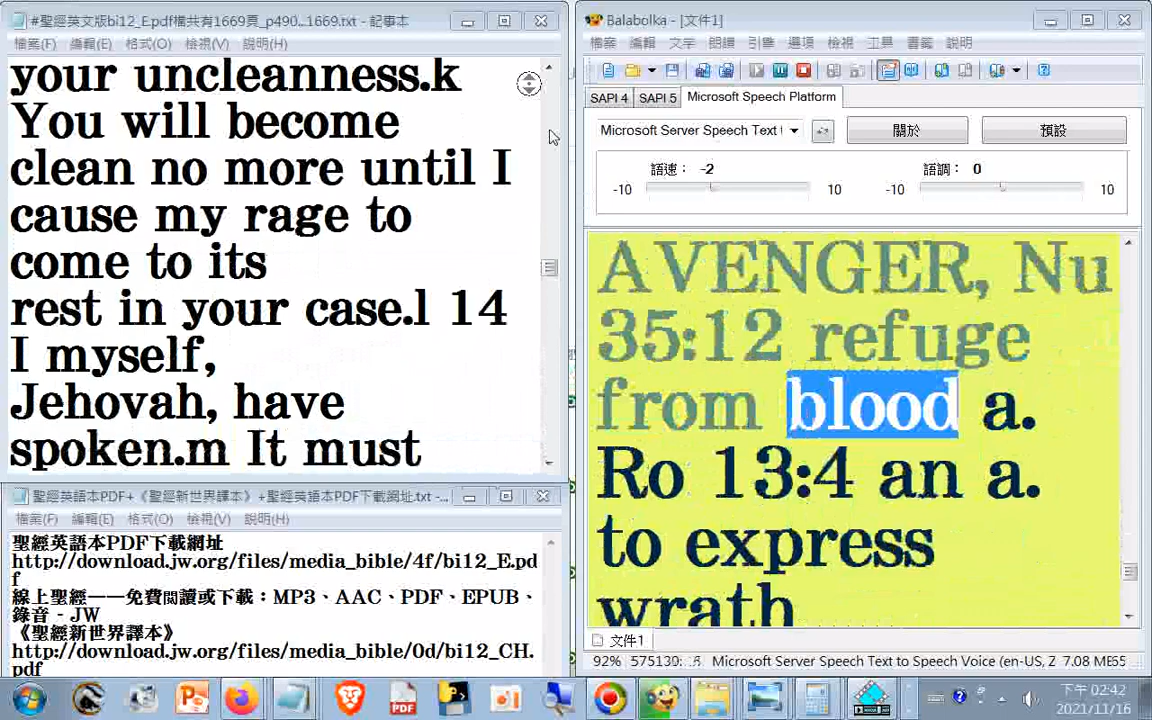 #聖經英文版bi12_E.pdf檔共有1669頁_p490...1669.txt - 記事本
檔案(F) 編輯(E) 格式(O) 檢視(V) 說明(H)
your uncleanness.k
You will become
clean no more until I
cause my rage to
come to its
rest in your case.l 14
I myself,
Jehovah, have
spoken.m It must
聖經英語本PDF+《聖經新世界譯本》+聖經英語本PDF下載網址.txt - ...
檔案(F) 編輯(E) 格式(O) 檢視(V) 說明(H)
聖經英語本PDF下載網址
http://download.jw.org/files/media_bible/4f/bi12_E.pd
f
線上聖經——免費閱讀或下載：MP3、AAC、PDF、EPUB、
錄音 - JW
《聖經新世界譯本》
http://download.jw.org/files/media_bible/0d/bi12_CH.
pdf
Balabolka - [文件1]
檔案 編輯 文字 朗讀 引擎 選項 檢視 工具 書籤 說明
SAPI 4 SAPI 5 Microsoft Speech Platform
Microsoft Server Speech Text 關於 預設
語速： -2 語調： 0
-10 10 -10 10
AVENGER, Nu
35:12 refuge
from blood a.
Ro 13:4 an a.
to express
wrath
文件1
92% Microsoft Server Speech Text to Speech Voice (en-US, Z
下午 02:42
2021/11/16